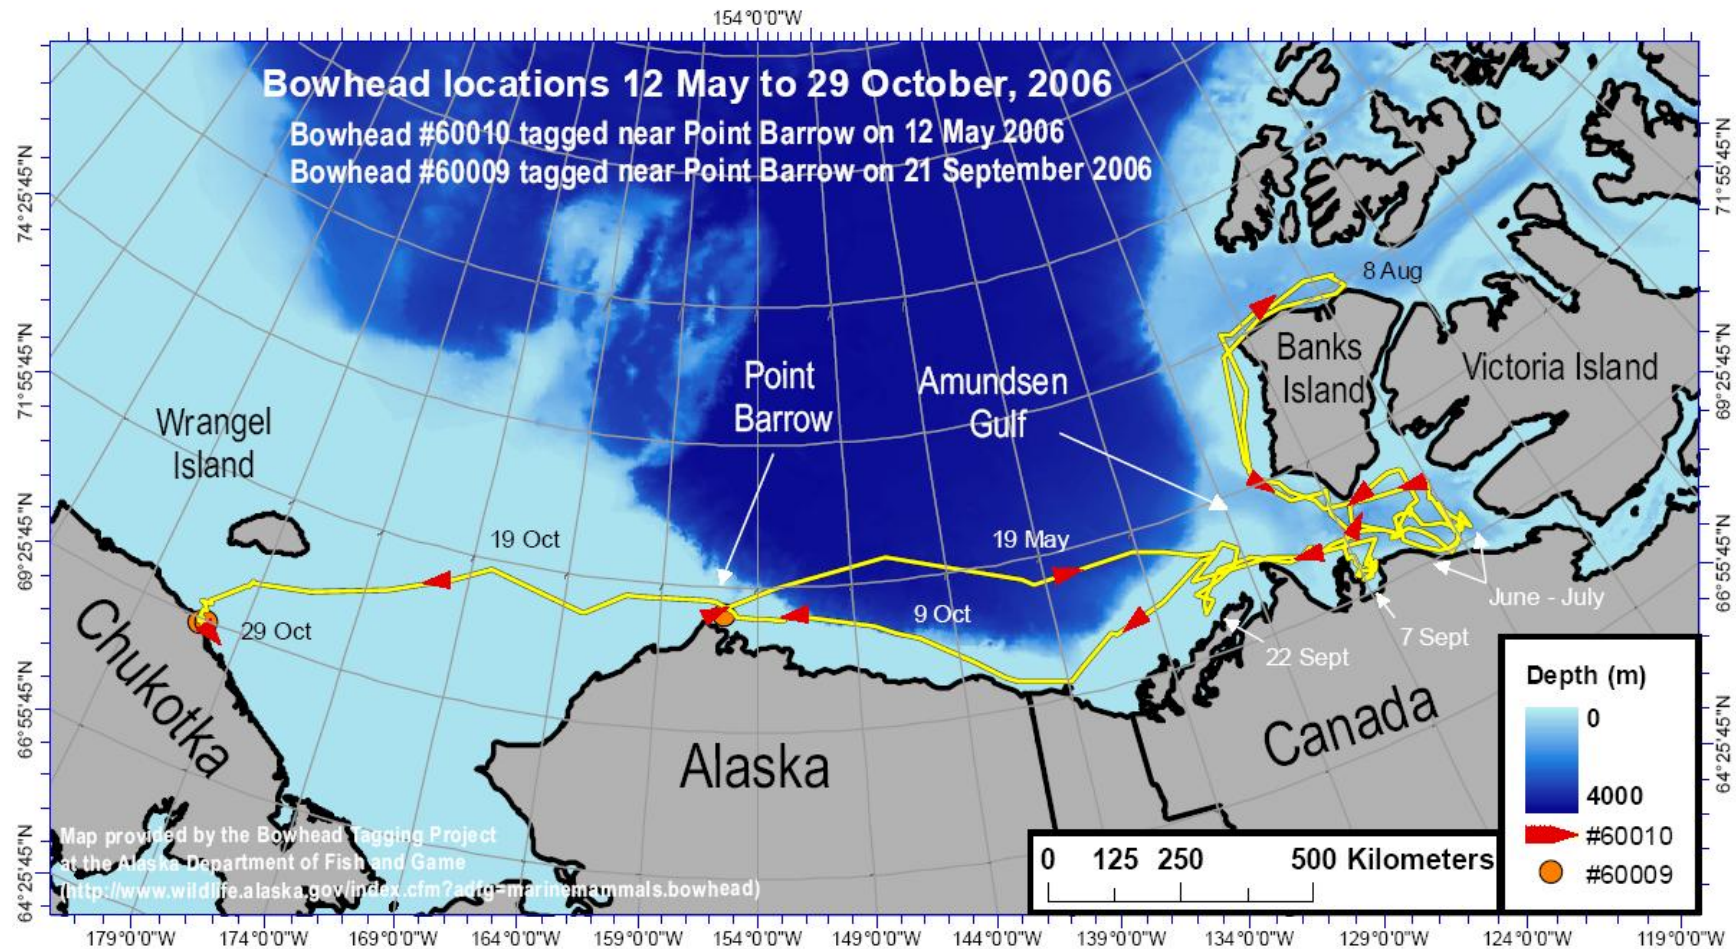 154°0'0"W
Bowhead locations 12 May to 29 October, 2006
Bowhead #60010 tagged near Point Barrow on 12 May 2006
Bowhead #60009 tagged near Point Barrow on 21 September 2006
74°25'45"N
71°55'45"N
69°25'45"N
66°55'45"N
64°25'45"N
71°55'45"N
69°25'45"N
66°55'45"N
64°25'45"N
8 Aug
Banks
Island
Victoria Island
Point
Barrow
Amundsen
Gulf
Wrangel
Island
19 Oct
19 May
9 Oct
29 Oct
June - July
7 Sept
22 Sept
Chukotka
Alaska
Canada
Depth (m)
0
4000
#60010
#60009
0 125 250 500 Kilometers
Map provided by the Bowhead Tagging Project
at the Alaska Department of Fish and Game
(http://www.wildlife.alaska.gov/index.cfm?adfg=marinemammals.bowhead)
179°0'0"W 174°0'0"W 169°0'0"W 164°0'0"W 159°0'0"W 154°0'0"W 149°0'0"W 144°0'0"W 139°0'0"W 134°0'0"W 129°0'0"W 124°0'0"W 119°0'0"W